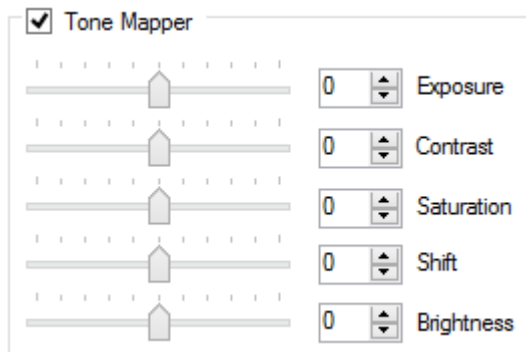 Tone Mapper
0 Exposure
0 Contrast
0 Saturation
0 Shift
0 Brightness